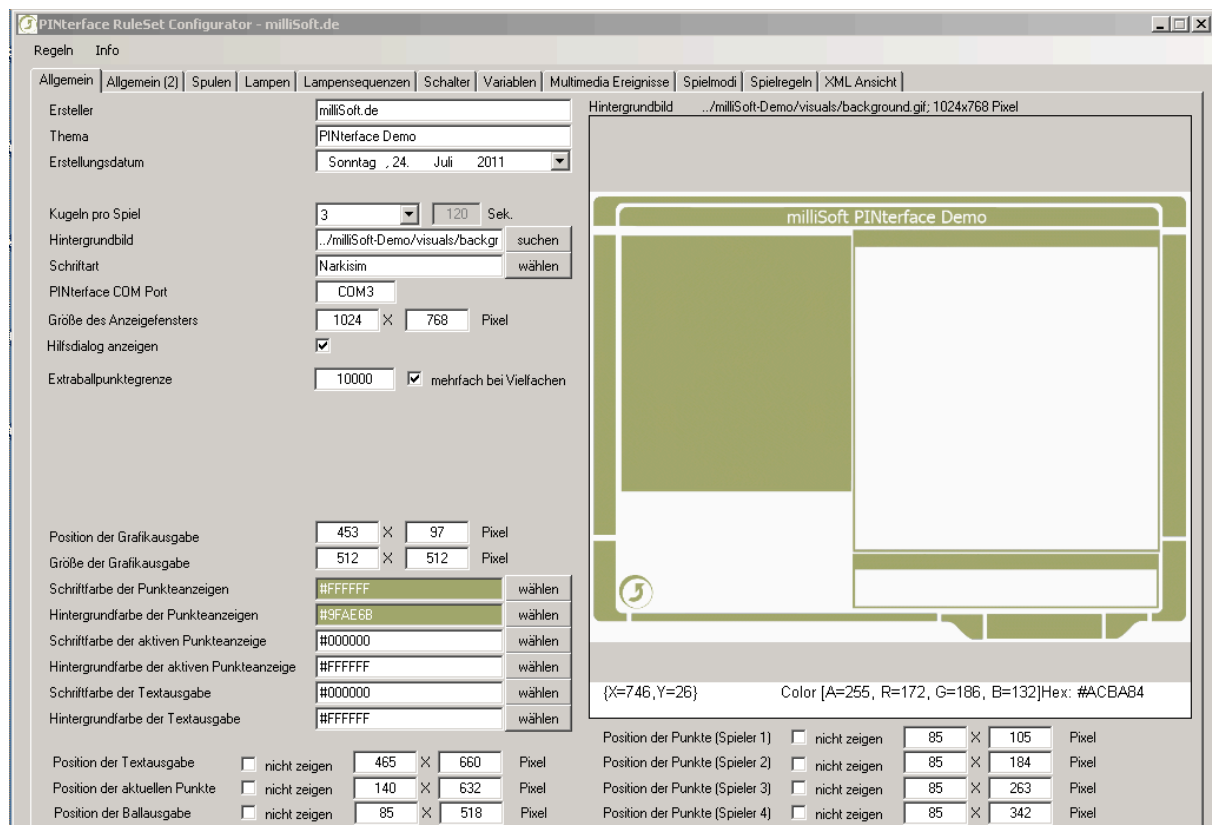 PINterface RuleSet Configurator - milliSoft.de
Regeln Info
Allgemein Allgemein (2) Spulen Lampen Lampensequenzen Schalter Variablen Multimedia Ereignisse Spielmodi Spielregeln XML Ansicht
Ersteller milliSoft.de
Thema PINterface Demo
Erstellungsdatum Sonntag , 24. Juli 2011
Kugeln pro Spiel 3 120 Sek.
Hintergrundbild ../milliSoft-Demo/visuals/backgr suchen
Schriftart Narkisim wählen
PINterface COM Port COM3
Größe des Anzeigefensters 1024 X 768 Pixel
Hilfsdialog anzeigen
Extraballpunktegrenze 10000 mehrfach bei Vielfachen
Position der Grafikausgabe 453 X 97 Pixel
Größe der Grafikausgabe 512 X 512 Pixel
Schriftfarbe der Punkteanzeigen #FFFFFF wählen
Hintergrundfarbe der Punkteanzeigen #9FAE6B wählen
Schriftfarbe der aktiven Punkteanzeige #000000 wählen
Hintergrundfarbe der aktiven Punkteanzeige #FFFFFF wählen
Schriftfarbe der Textausgabe #000000 wählen
Hintergrundfarbe der Textausgabe #FFFFFF wählen
Position der Textausgabe nicht zeigen 465 X 660 Pixel
Position der aktuellen Punkte nicht zeigen 140 X 632 Pixel
Position der Ballausgabe nicht zeigen 85 X 518 Pixel
Hintergrundbild ../milliSoft-Demo/visuals/background.gif; 1024x768 Pixel
milliSoft PINterface Demo
{X=746,Y=26} Color [A=255, R=172, G=186, B=132]Hex: #ACBA84
Position der Punkte (Spieler 1) nicht zeigen 85 X 105 Pixel
Position der Punkte (Spieler 2) nicht zeigen 85 X 184 Pixel
Position der Punkte (Spieler 3) nicht zeigen 85 X 263 Pixel
Position der Punkte (Spieler 4) nicht zeigen 85 X 342 Pixel